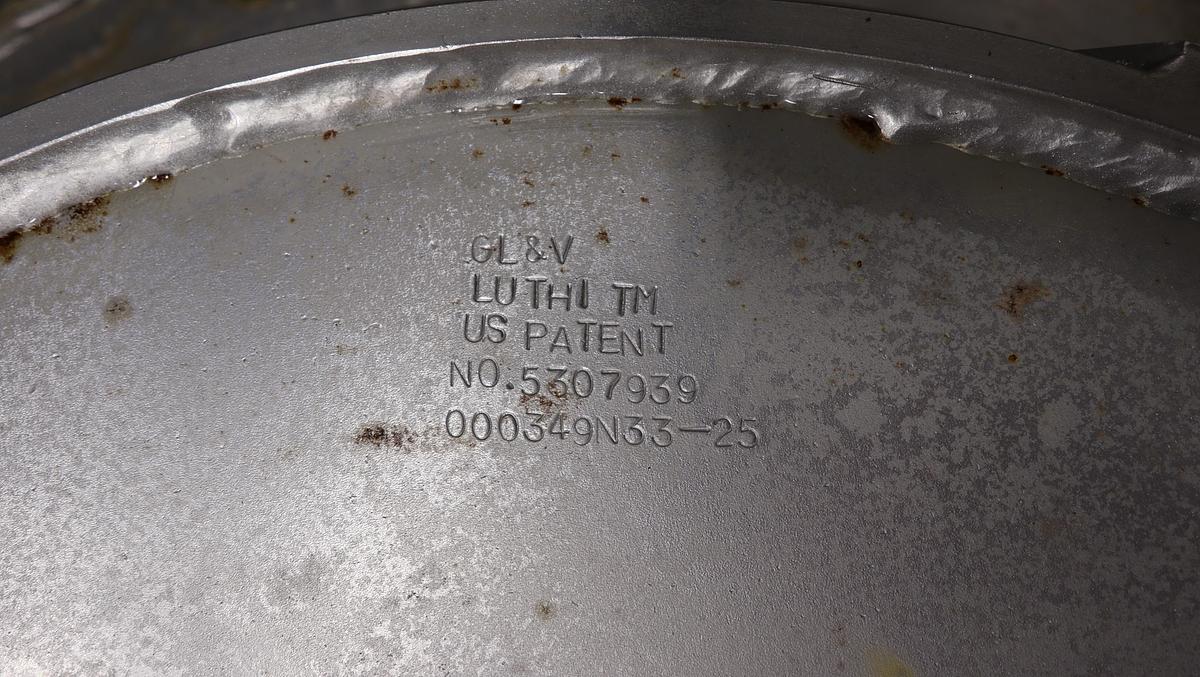 GL&V
LUTHI TM
US PATENT
NO.5307939
000349N33-25